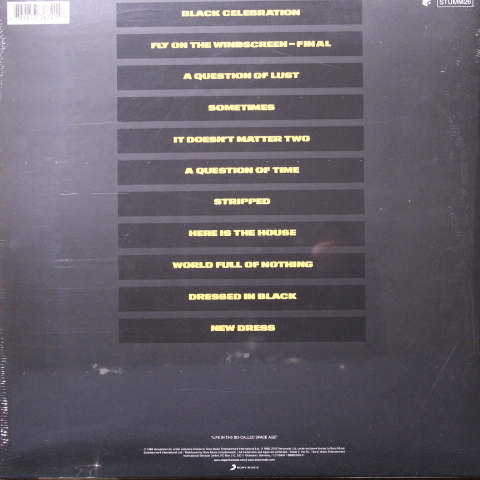 STUMM26
BLACK CELEBRATION
FLY ON THE WINDSCREEN – FINAL
A QUESTION OF LUST
SOMETIMES
IT DOESN'T MATTER TWO
A QUESTION OF TIME
STRIPPED
HERE IS THE HOUSE
WORLD FULL OF NOTHING
DRESSED IN BLACK
NEW DRESS
"LIFE IN THE SO-CALLED SPACE AGE"
SONY MUSIC